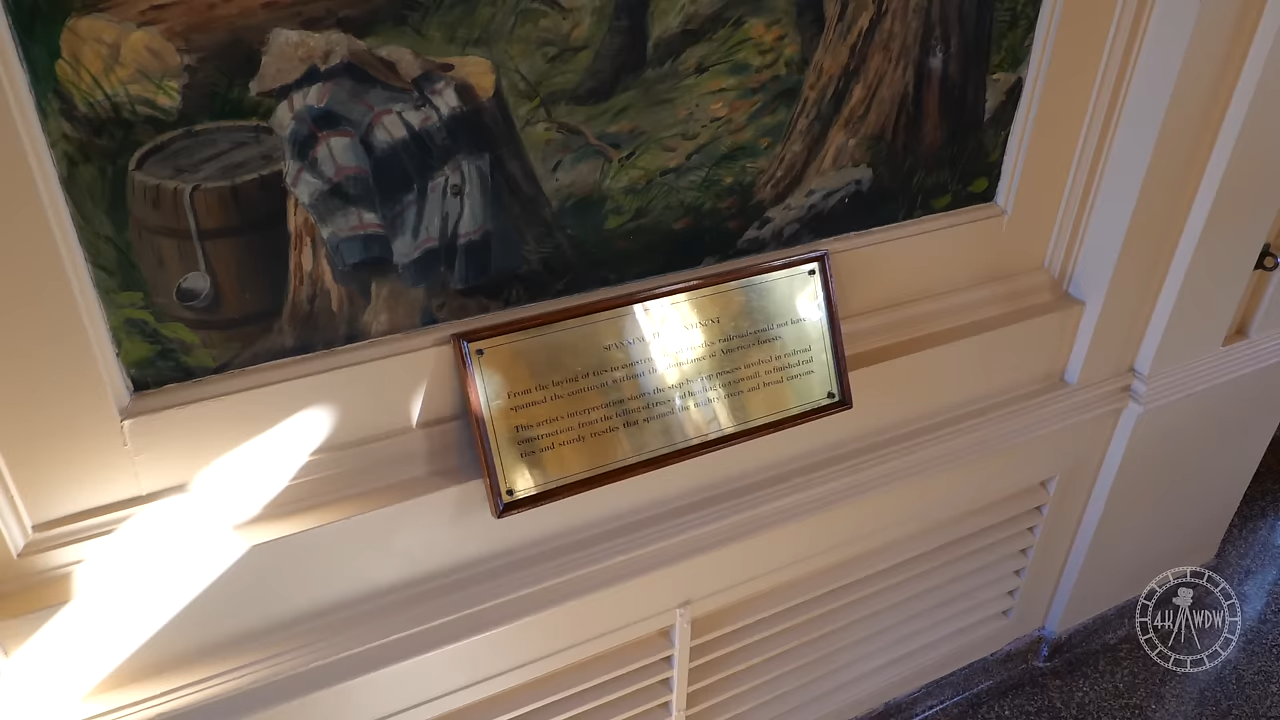 SPANNING
From the laying of ties to construction of trestles, railroads could not have
spanned the continent without the abundance of America's forests.
This artist's interpretation shows the step-by-step process involved in railroad
construction: from the felling of trees and hauling to a sawmill, to finished rail
ties and sturdy trestles that spanned the mighty rivers and broad canyons.
4K WDW